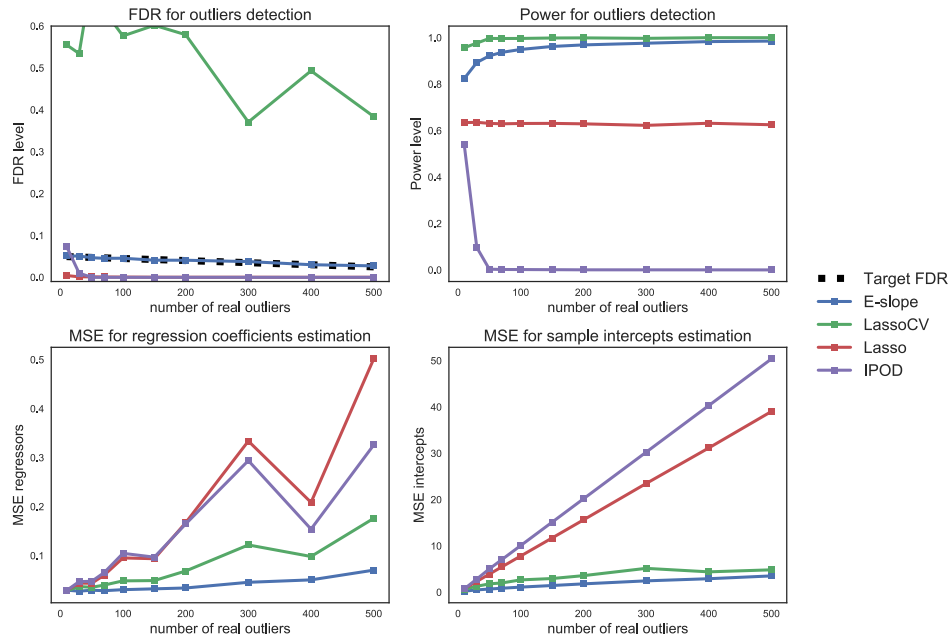 FDR for outliers detection
Power for outliers detection
0.6
0.5
0.4
0.3
0.2
0.1
0.0
FDR level
0 100 200 300 400 500
number of real outliers
1.0
0.8
0.6
0.4
0.2
0.0
Power level
0 100 200 300 400 500
number of real outliers
Target FDR
E-slope
LassoCV
Lasso
IPOD
MSE for regression coefficients estimation
MSE for sample intercepts estimation
0.5
0.4
0.3
0.2
0.1
MSE regressors
0 100 200 300 400 500
number of real outliers
50
40
30
20
10
0
MSE intercepts
0 100 200 300 400 500
number of real outliers